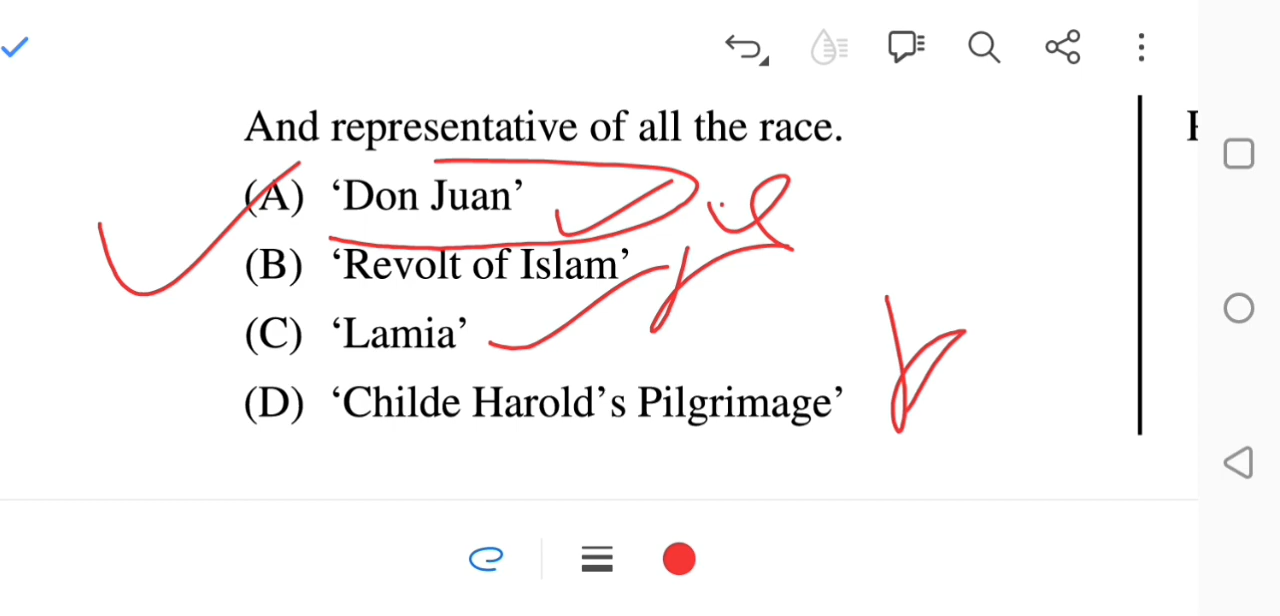 And representative of all the race.
(A) ‘Don Juan’
(B) ‘Revolt of Islam’
(C) ‘Lamia’
(D) ‘Childe Harold’s Pilgrimage’